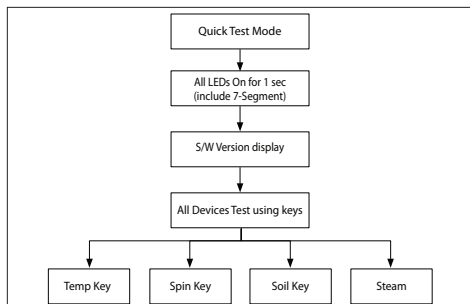 Quick Test Mode
All LEDs On for 1 sec
(include 7-Segment)
S/W Version display
All Devices Test using keys
Temp Key
Spin Key
Soil Key
Steam